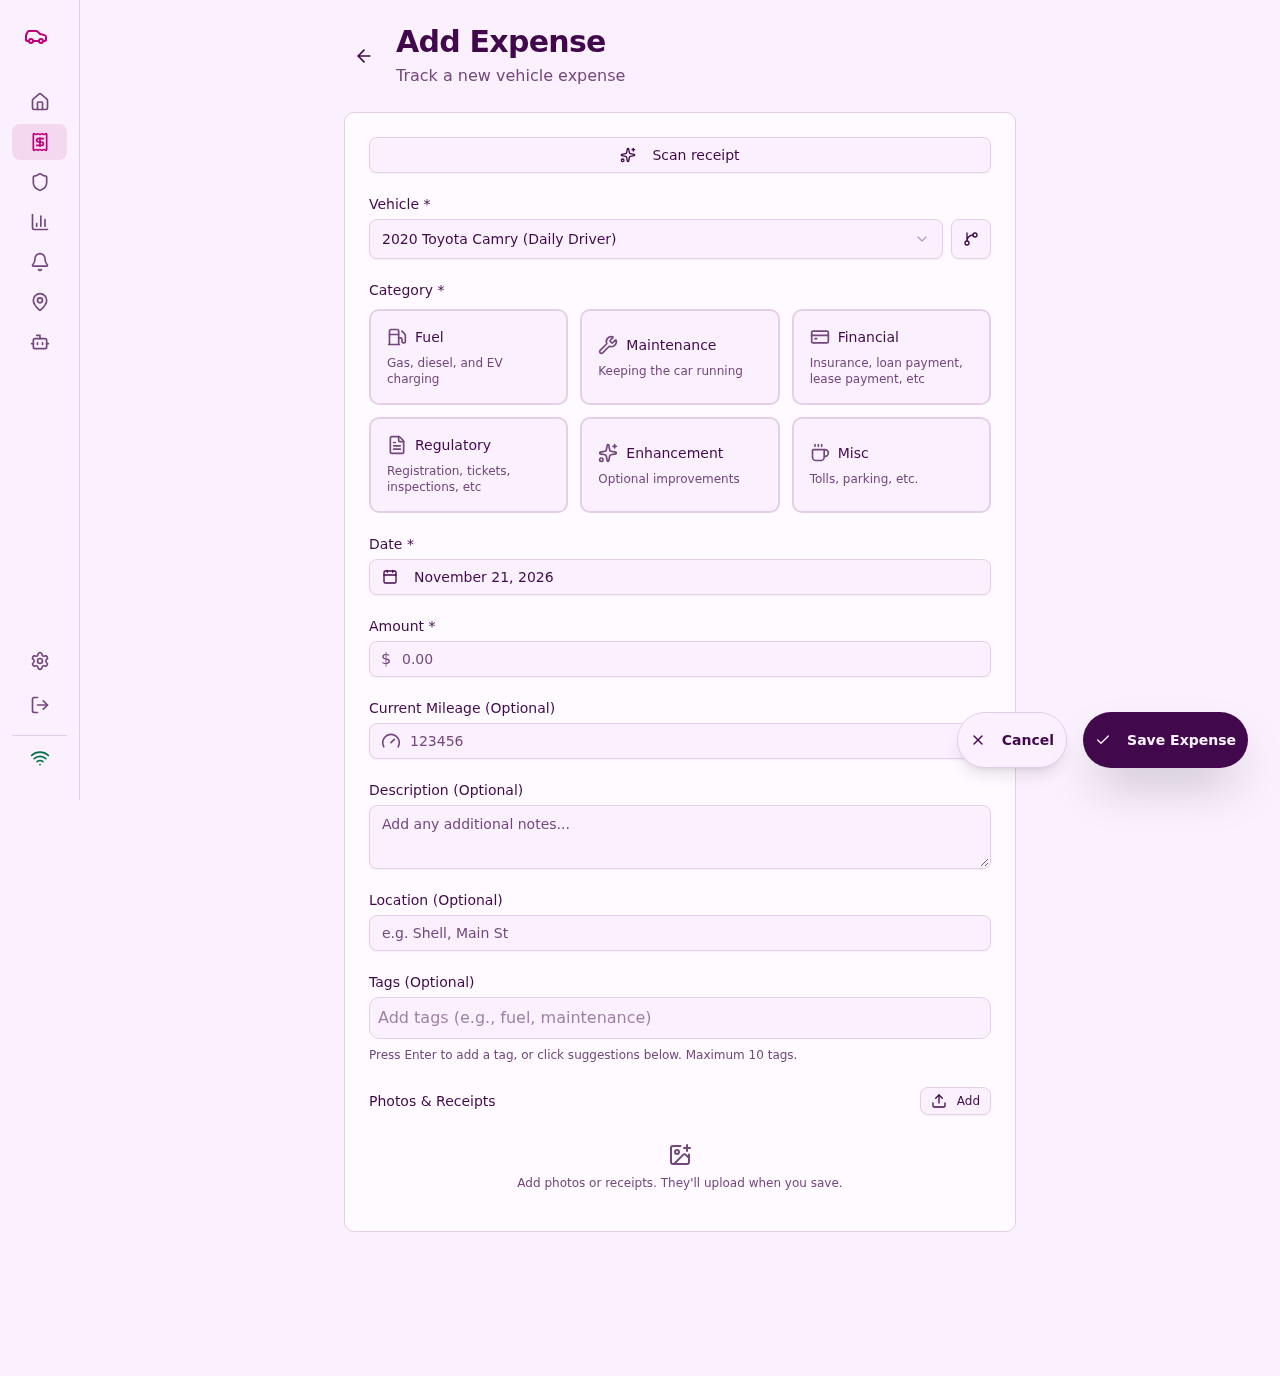 Add Expense
Track a new vehicle expense
Scan receipt
Vehicle *
2020 Toyota Camry (Daily Driver)
Category *
Fuel
Gas, diesel, and EV
charging
Maintenance
Keeping the car running
Financial
Insurance, loan payment,
lease payment, etc
Regulatory
Registration, tickets,
inspections, etc
Enhancement
Optional improvements
Misc
Tolls, parking, etc.
Date *
November 21, 2026
Amount *
$ 0.00
Current Mileage (Optional)
123456
Cancel
Save Expense
Description (Optional)
Add any additional notes...
Location (Optional)
e.g. Shell, Main St
Tags (Optional)
Add tags (e.g., fuel, maintenance)
Press Enter to add a tag, or click suggestions below. Maximum 10 tags.
Photos & Receipts
Add
Add photos or receipts. They'll upload when you save.